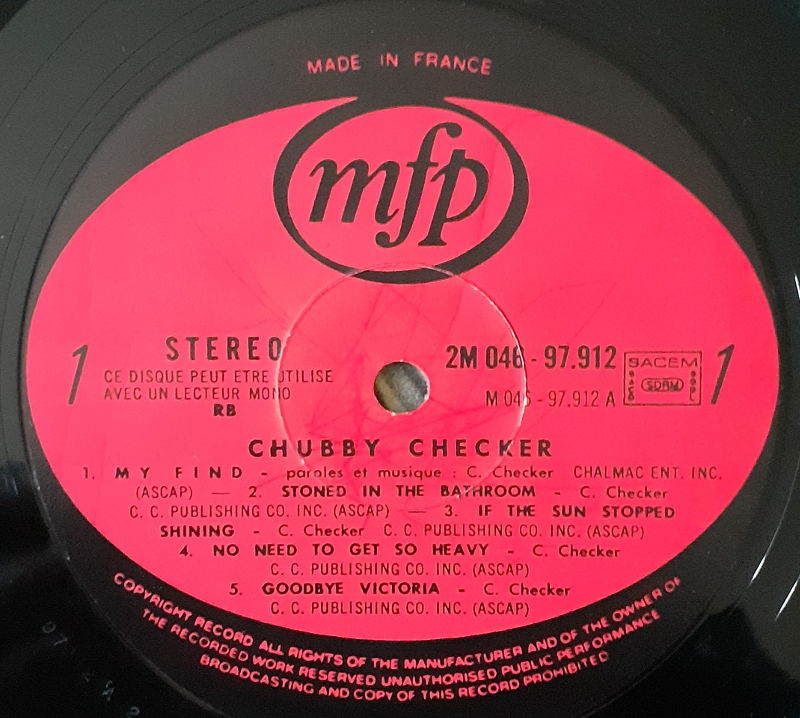 MADE IN FRANCE
mfp
STEREO
1
CE DISQUE PEUT ETRE UTILISE
AVEC UN LECTEUR MONO
RB
2M 046 - 97.912
M 046 - 97.912 A
SACEM
SDRM
1
CHUBBY CHECKER
1. MY FIND - paroles et musique : C. Checker CHALMAC ENT. INC.
(ASCAP) — 2. STONED IN THE BATHROOM - C. Checker
C. C. PUBLISHING CO. INC. (ASCAP) — 3. IF THE SUN STOPPED
SHINING - C. Checker C. C. PUBLISHING CO. INC. (ASCAP)
4. NO NEED TO GET SO HEAVY - C. Checker
C. C. PUBLISHING CO. INC. (ASCAP)
5. GOODBYE VICTORIA - C. Checker
C. C. PUBLISHING CO. INC. (ASCAP)
COPYRIGHT RECORD ALL RIGHTS OF THE MANUFACTURER AND OF THE OWNER OF
THE RECORDED WORK RESERVED UNAUTHORISED PUBLIC PERFORMANCE
BROADCASTING AND COPY OF THIS RECORD PROHIBITED